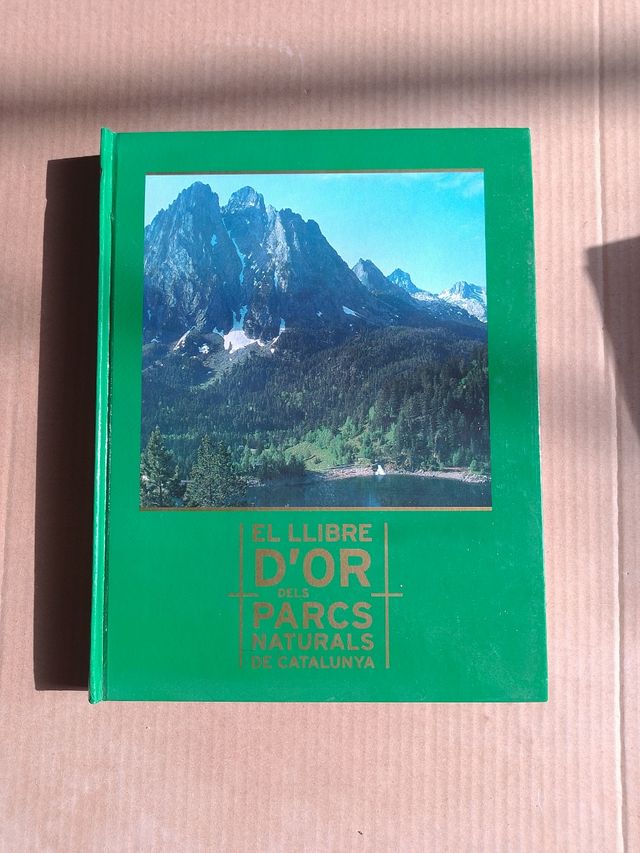 EL LLIBRE
D'OR
DELS
PARCS
NATURALS
DE CATALUNYA